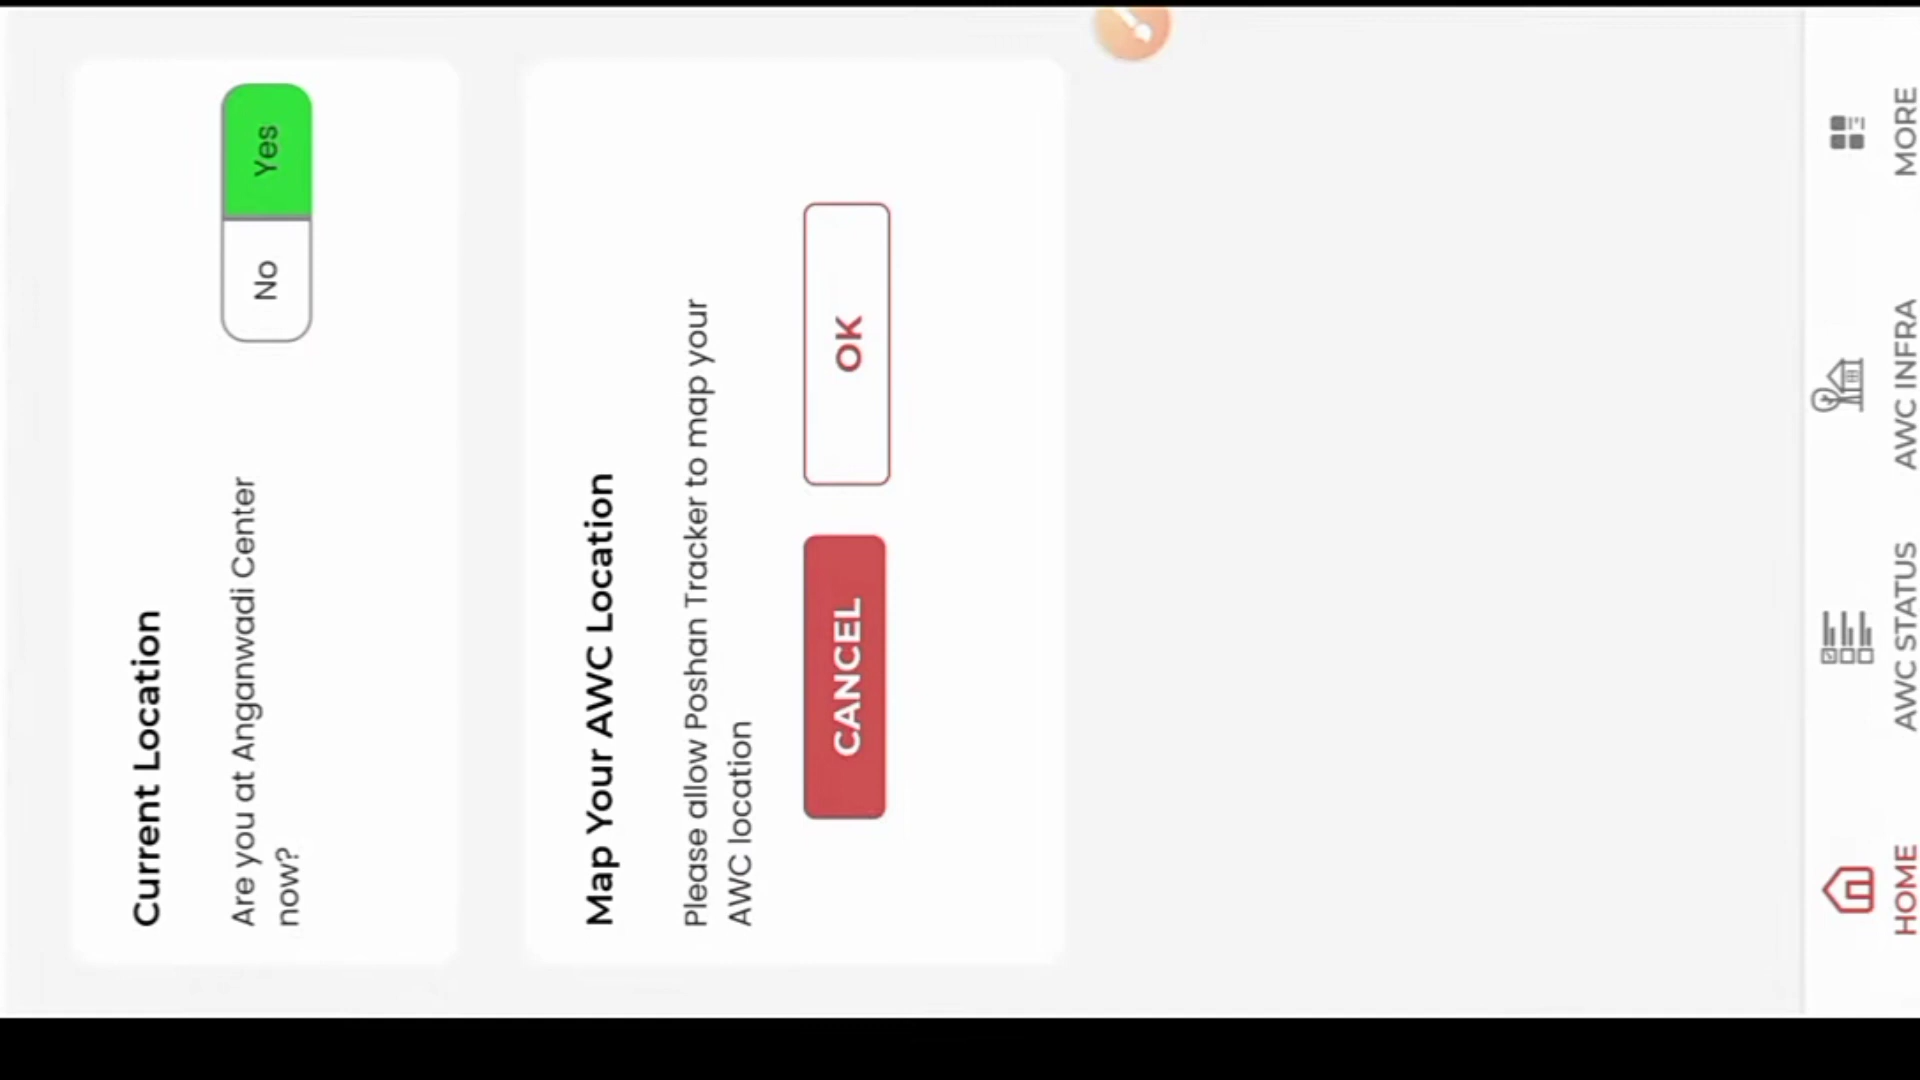 Current Location
Are you at Anganwadi Center
now?
No
Yes
Map Your AWC Location
Please allow Poshan Tracker to map your
AWC location
CANCEL
OK
HOME
AWC STATUS
AWC INFRA
MORE